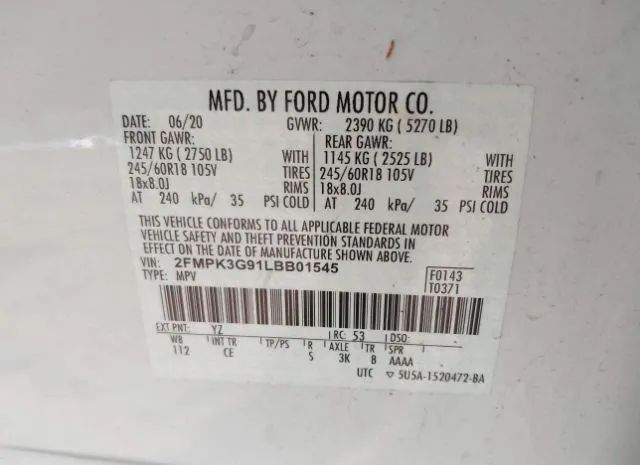 MFD. BY FORD MOTOR CO.
DATE: 06/20 GVWR: 2390 KG ( 5270 LB)
FRONT GAWR: REAR GAWR:
1247 KG ( 2750 LB) WITH 1145 KG ( 2525 LB) WITH
245/60R18 105V TIRES 245/60R18 105V TIRES
18x8.0J RIMS 18x8.0J RIMS
AT 240 kPa/ 35 PSI COLD AT 240 kPa/ 35 PSI COLD
THIS VEHICLE CONFORMS TO ALL APPLICABLE FEDERAL MOTOR
VEHICLE SAFETY AND THEFT PREVENTION STANDARDS IN
EFFECT ON THE DATE OF MANUFACTURE SHOWN ABOVE.
VIN: 2FMPK3G91LBB01545 F0143
TYPE: MPV T0371
EXT PNT: YZ RC: 53 DSO:
WB INT TR TP/PS R AXLE TR SPR
112 CE S 3K 8 AAAA
UTC ▽ 5U5A-1520472-BA